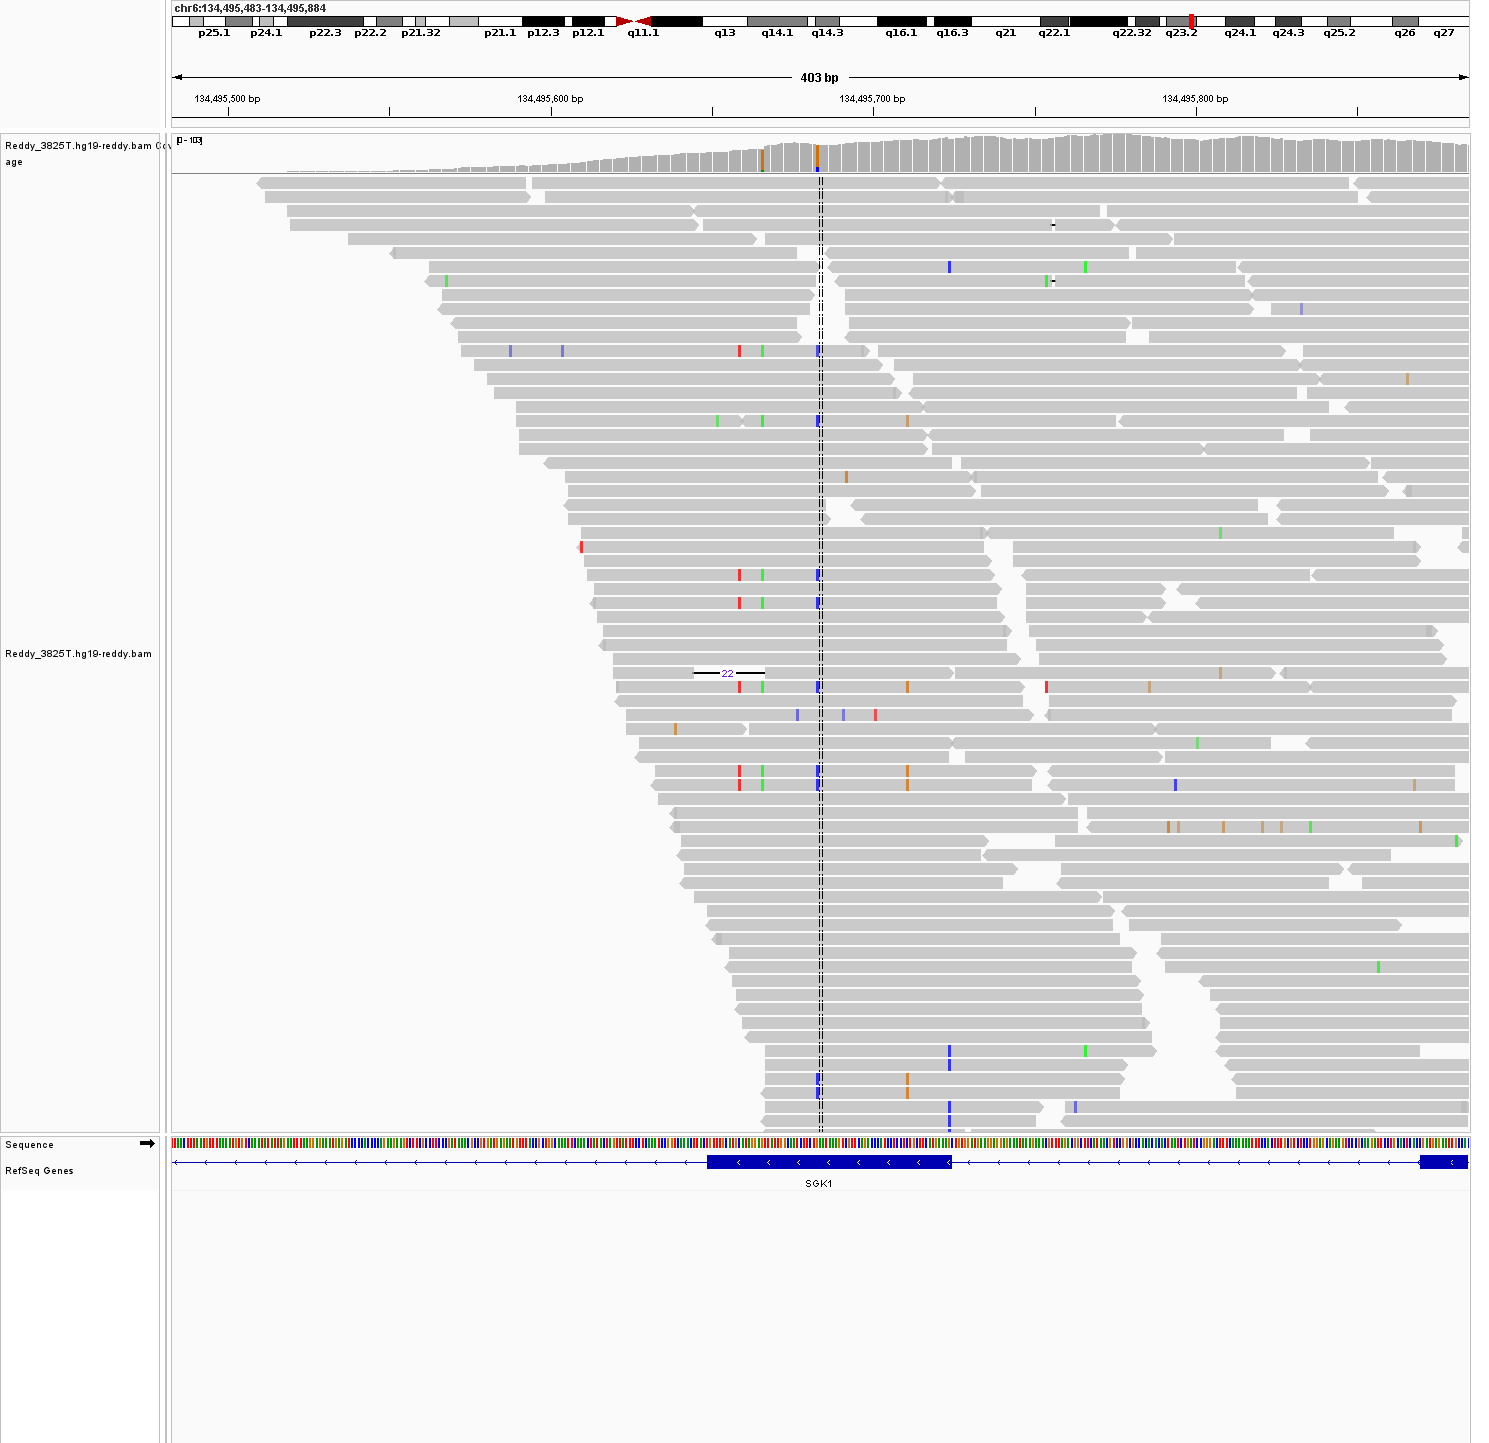 chr6:134,495,483-134,495,884
p25.1 p24.1 p22.3 p22.2 p21.32 p21.1 p12.3 p12.1 q11.1 q13 q14.1 q14.3 q16.1 q16.3 q21 q22.1 q22.32 q23.2 q24.1 q24.3 q25.2 q26 q27
403 bp
134,495,500 bp 134,495,600 bp 134,495,700 bp 134,495,800 bp
Reddy_3825T.hg19-reddy.bam Cov
age
[0 - 103]
Reddy_3825T.hg19-reddy.bam
22
Sequence
RefSeq Genes
SGK1